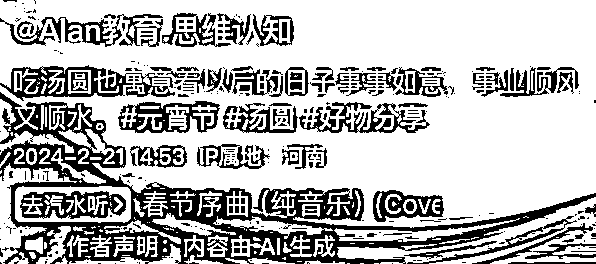 @Alan教育.思维认知
吃汤圆也寓意着以后的日子事事如意，事业顺风
又顺水。#元宵节 #汤圆 #好物分享
2024-2-21 14:53 IP属地：河南
去汽水听> 春节序曲（纯音乐）(Cove
作者声明：内容由AI生成